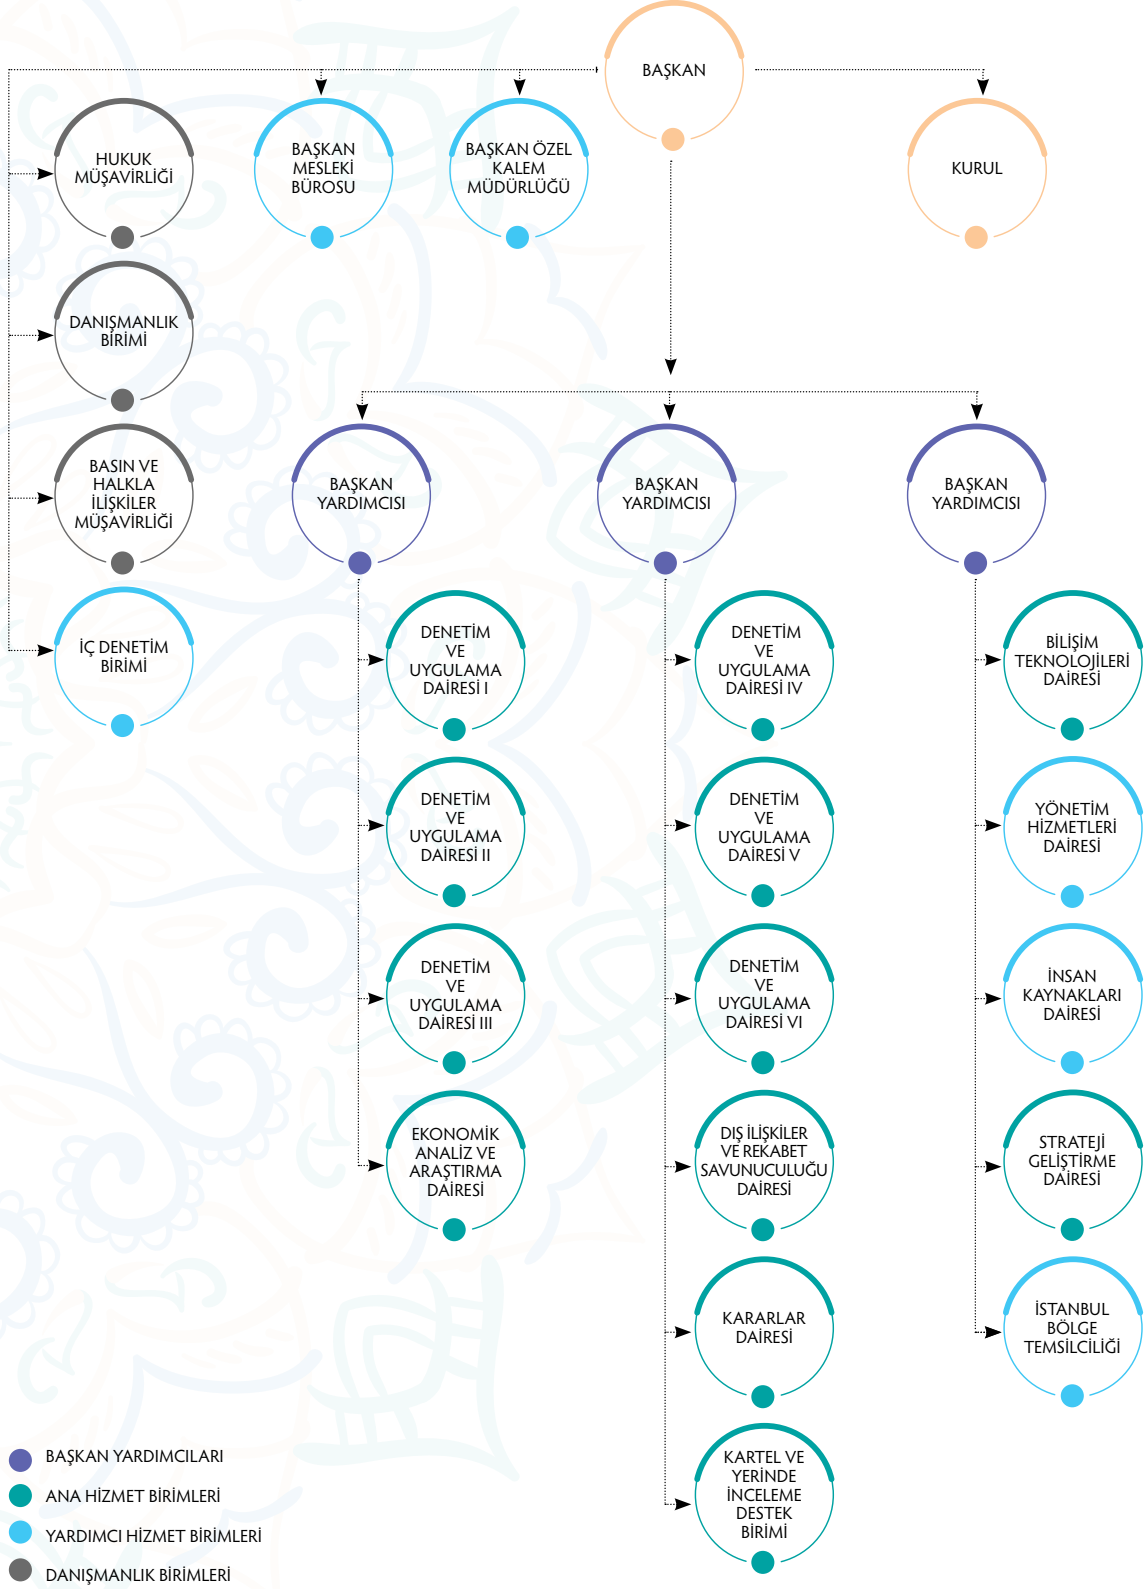 BAŞKAN
HUKUK
MÜŞAVİRLİĞİ
BAŞKAN
MESLEKİ
BÜROSU
BAŞKAN ÖZEL
KALEM
MÜDÜRLÜĞÜ
KURUL
DANIŞMANLIK
BİRİMİ
BASIN VE
HALKLA
İLİŞKİLER
MÜŞAVİRLİĞİ
İÇ DENETİM
BİRİMİ
BAŞKAN
YARDIMCISI
BAŞKAN
YARDIMCISI
BAŞKAN
YARDIMCISI
DENETİM
VE
UYGULAMA
DAİRESİ I
DENETİM
VE
UYGULAMA
DAİRESİ II
DENETİM
VE
UYGULAMA
DAİRESİ III
EKONOMİK
ANALİZ VE
ARAŞTIRMA
DAİRESİ
DENETİM
VE
UYGULAMA
DAİRESİ IV
DENETİM
VE
UYGULAMA
DAİRESİ V
DENETİM
VE
UYGULAMA
DAİRESİ VI
DIŞ İLİŞKİLER
VE REKABET
SAVUNUCULUĞU
DAİRESİ
KARARLAR
DAİRESİ
KARTEL VE
YERİNDE
İNCELEME
DESTEK
BİRİMİ
BİLİŞİM
TEKNOLOJİLERİ
DAİRESİ
YÖNETİM
HİZMETLERİ
DAİRESİ
İNSAN
KAYNAKLARI
DAİRESİ
STRATEJİ
GELİŞTİRME
DAİRESİ
İSTANBUL
BÖLGE
TEMSİLCİLİĞİ
BAŞKAN YARDIMCILARI
ANA HİZMET BİRİMLERİ
YARDIMCI HİZMET BİRİMLERİ
DANIŞMANLIK BİRİMLERİ